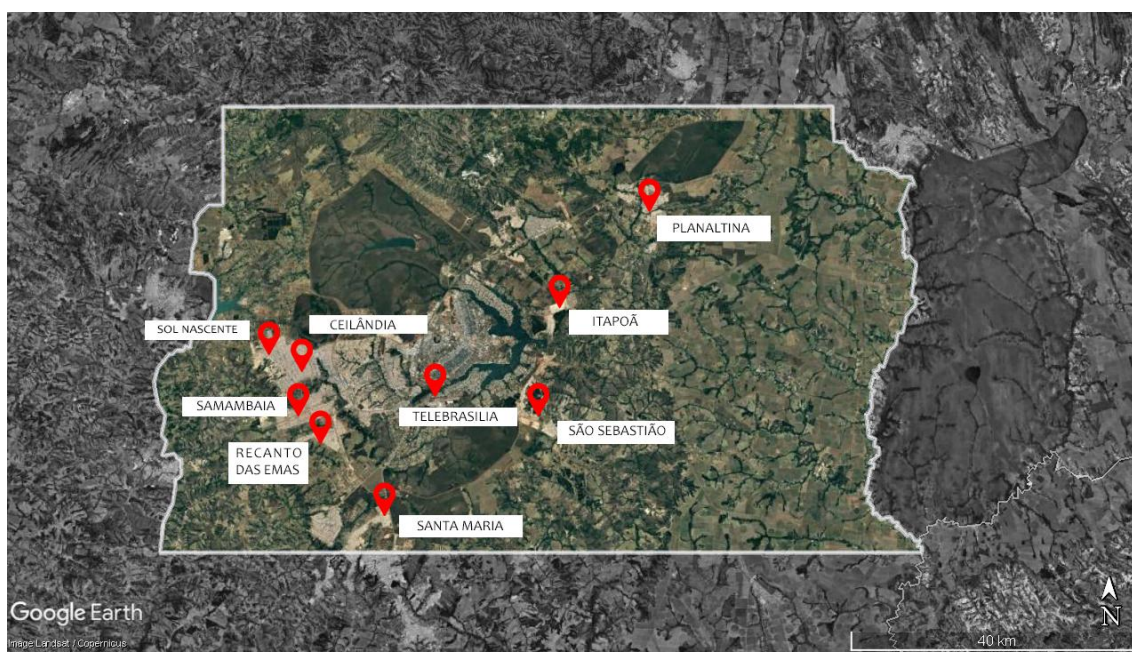 PLANALTINA
ITAPOÃ
SOL NASCENTE
CEILÂNDIA
SAMAMBAIA
TELEBRASILIA
SÃO SEBASTIÃO
RECANTO
DAS EMAS
SANTA MARIA
Google Earth
N
Image Landsat / Copernicus
40 km